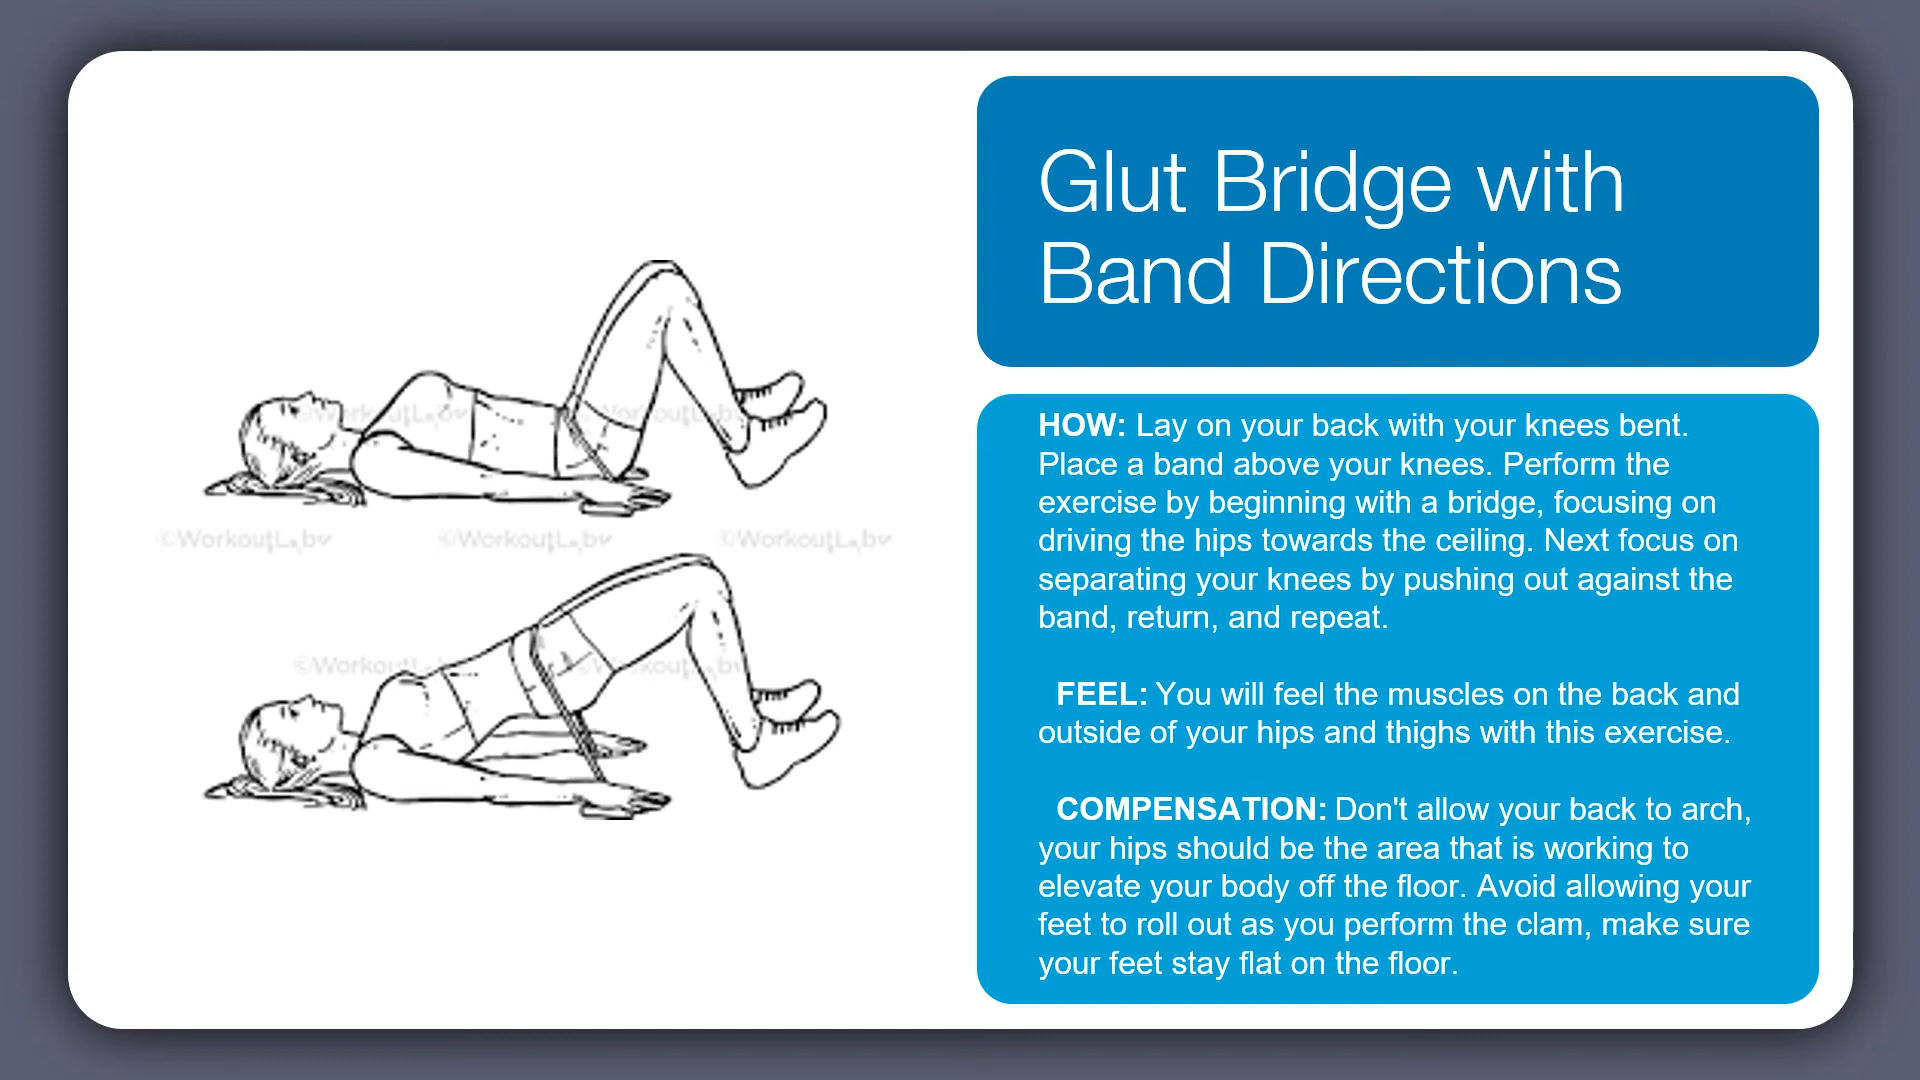 Glut Bridge with
Band Directions
HOW: Lay on your back with your knees bent.
Place a band above your knees. Perform the
exercise by beginning with a bridge, focusing on
driving the hips towards the ceiling. Next focus on
separating your knees by pushing out against the
band, return, and repeat.
FEEL: You will feel the muscles on the back and
outside of your hips and thighs with this exercise.
COMPENSATION: Don't allow your back to arch,
your hips should be the area that is working to
elevate your body off the floor. Avoid allowing your
feet to roll out as you perform the clam, make sure
your feet stay flat on the floor.